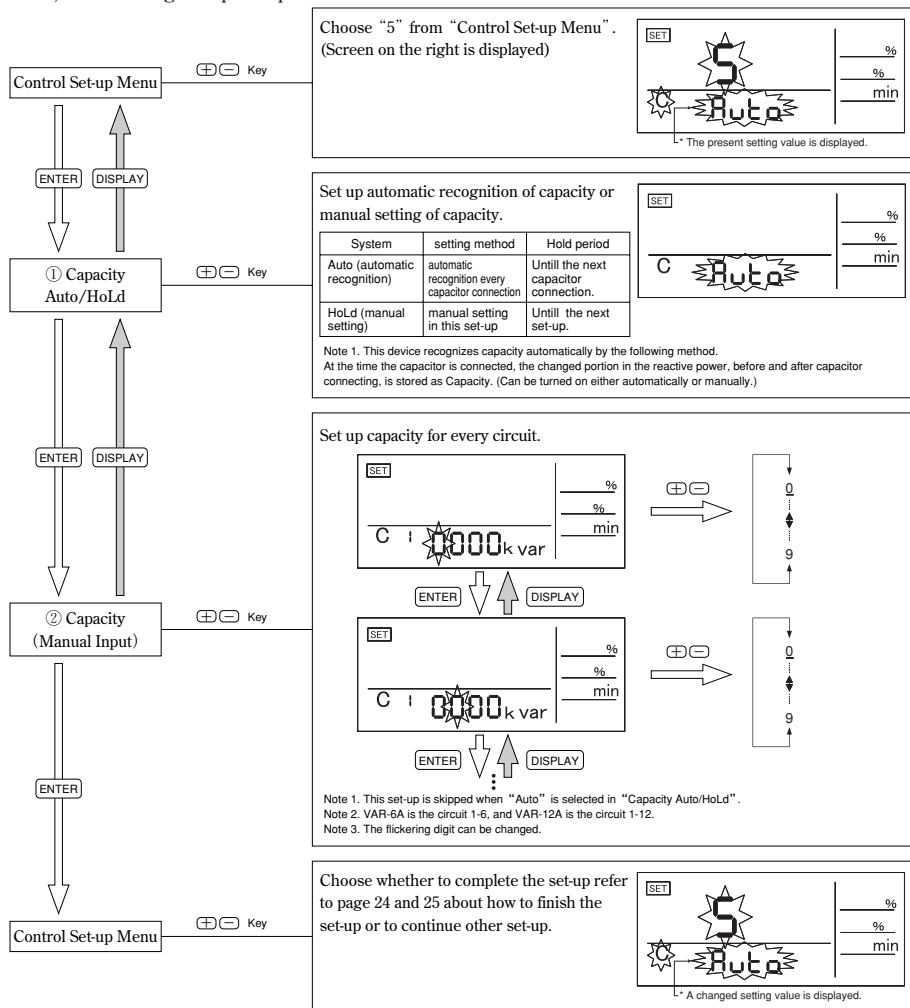 Choose “5” from “Control Set-up Menu”.
(Screen on the right is displayed)
SET
5
%
%
min
C Auto
* The present setting value is displayed.
Control Set-up Menu
+ - Key
ENTER DISPLAY
Set up automatic recognition of capacity or
manual setting of capacity.
System setting method Hold period
Auto (automatic
recognition)
automatic
recognition every
capacitor connection
Untill the next
capacitor
connection.
HoLd (manual
setting)
manual setting
in this set-up
Untill the next
set-up.
Note 1. This device recognizes capacity automatically by the following method.
At the time the capacitor is connected, the changed portion in the reactive power, before and after capacitor
connecting, is stored as Capacity. (Can be turned on either automatically or manually.)
SET
%
%
min
C Auto
① Capacity
Auto/HoLd
+ - Key
ENTER DISPLAY
Set up capacity for every circuit.
SET
%
%
min
C 1 0000k var
+ -
0
9
ENTER DISPLAY
SET
%
%
min
C 1 0000k var
+ -
0
9
ENTER DISPLAY
Note 1. This set-up is skipped when “Auto” is selected in “Capacity Auto/HoLd”.
Note 2. VAR-6A is the circuit 1-6, and VAR-12A is the circuit 1-12.
Note 3. The flickering digit can be changed.
② Capacity
(Manual Input)
+ - Key
ENTER
Choose whether to complete the set-up refer
to page 24 and 25 about how to finish the
set-up or to continue other set-up.
SET
5
%
%
min
C Auto
* A changed setting value is displayed.
Control Set-up Menu
+ - Key